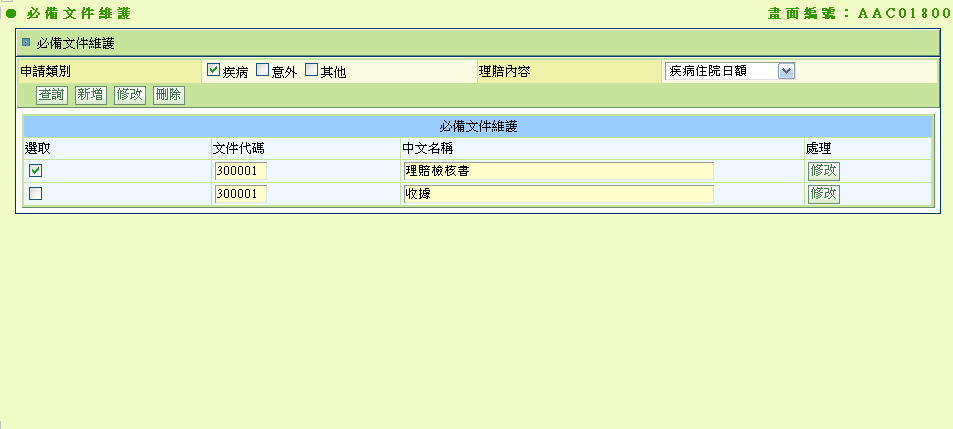 必備文件維護 畫面編號：AAC01800
必備文件維護
申請類別 疾病 意外 其他 理賠內容 疾病住院日額
查詢 新增 修改 刪除
必備文件維護
選取 文件代碼 中文名稱 處理
300001 理賠檢核書 修改
300001 收據 修改